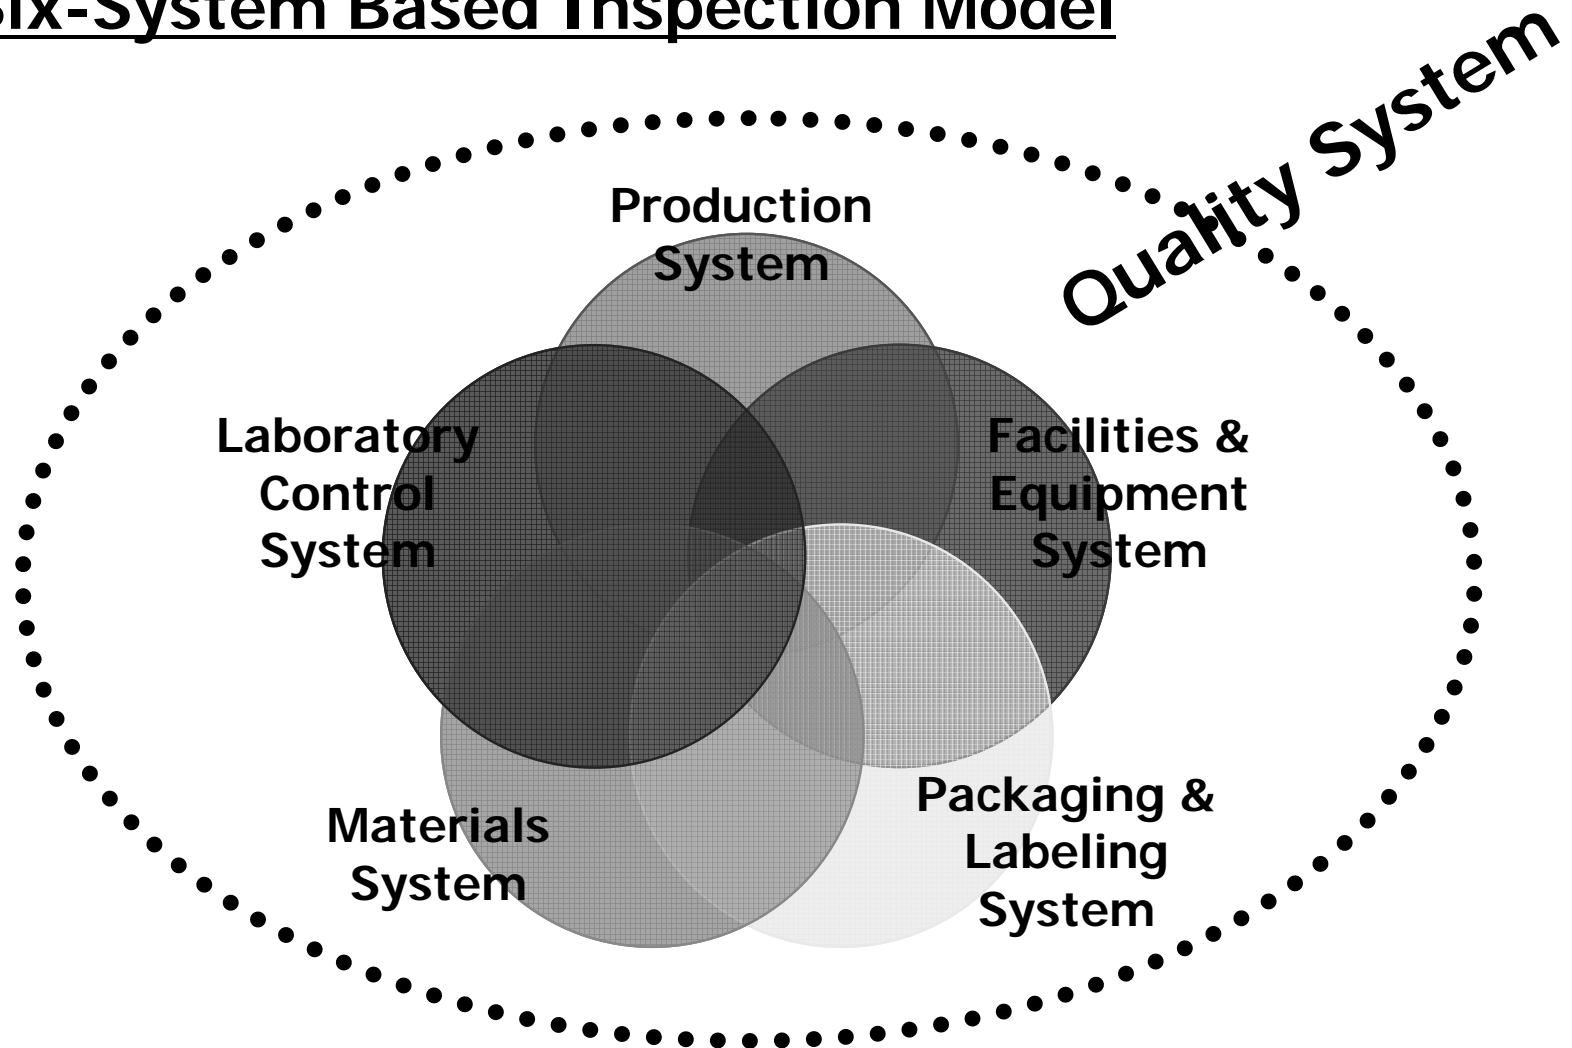 Six-System Based Inspection Model
Quality System
Production
System
Laboratory
Control
System
Facilities &
Equipment
System
Materials
System
Packaging &
Labeling
System